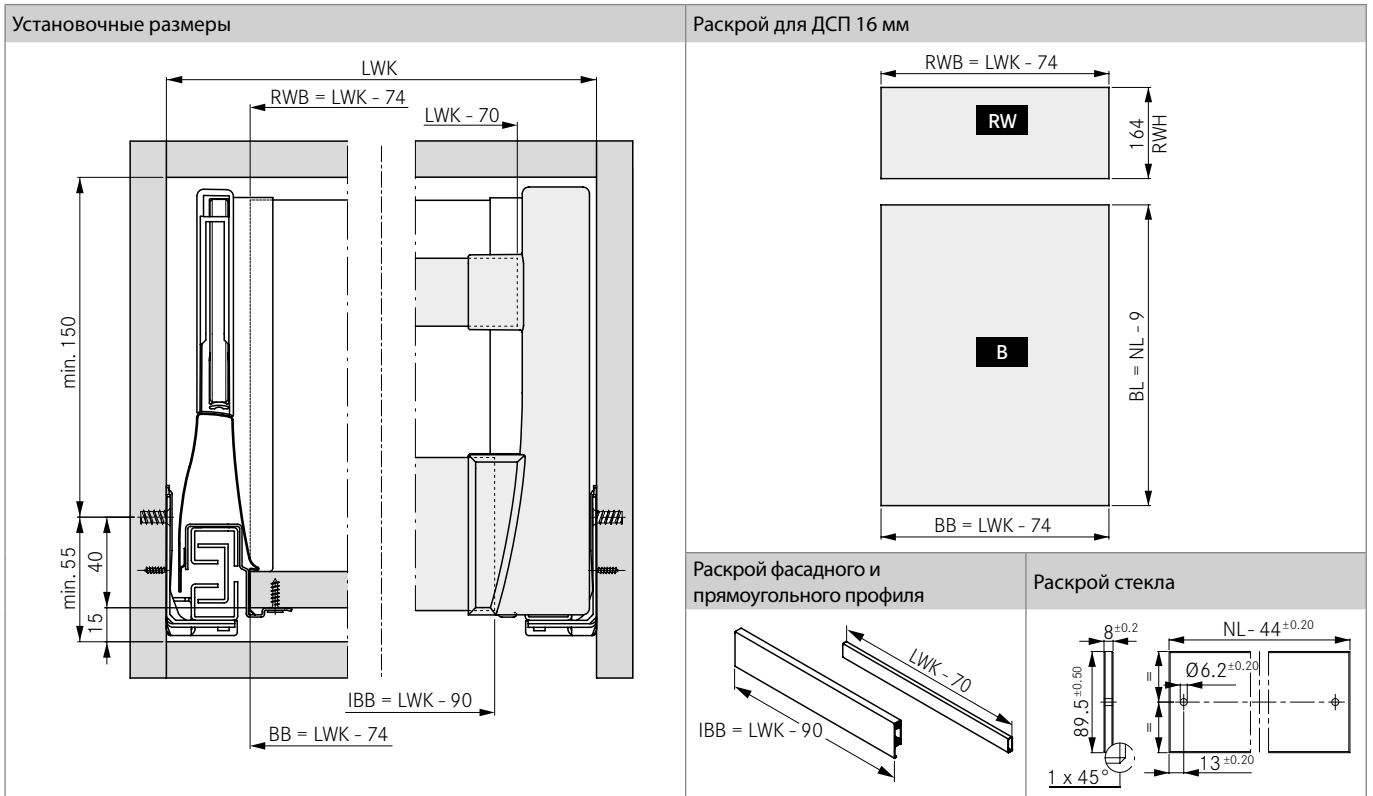 Установочные размеры
LWK
RWB = LWK - 74
LWK - 70
min. 150
min. 55
40
15
IBB = LWK - 90
BB = LWK - 74
Раскрой для ДСП 16 мм
RWB = LWK - 74
RW
164
RWH
B
BL = NL - 9
BB = LWK - 74
Раскрой фасадного и
прямоугольного профиля
LWK - 70
IBB = LWK - 90
Раскрой стекла
8±0.2
NL- 44±0.20
Ø6.2±0.20
89.5±0.50
=
=
13±0.20
1 x 45°